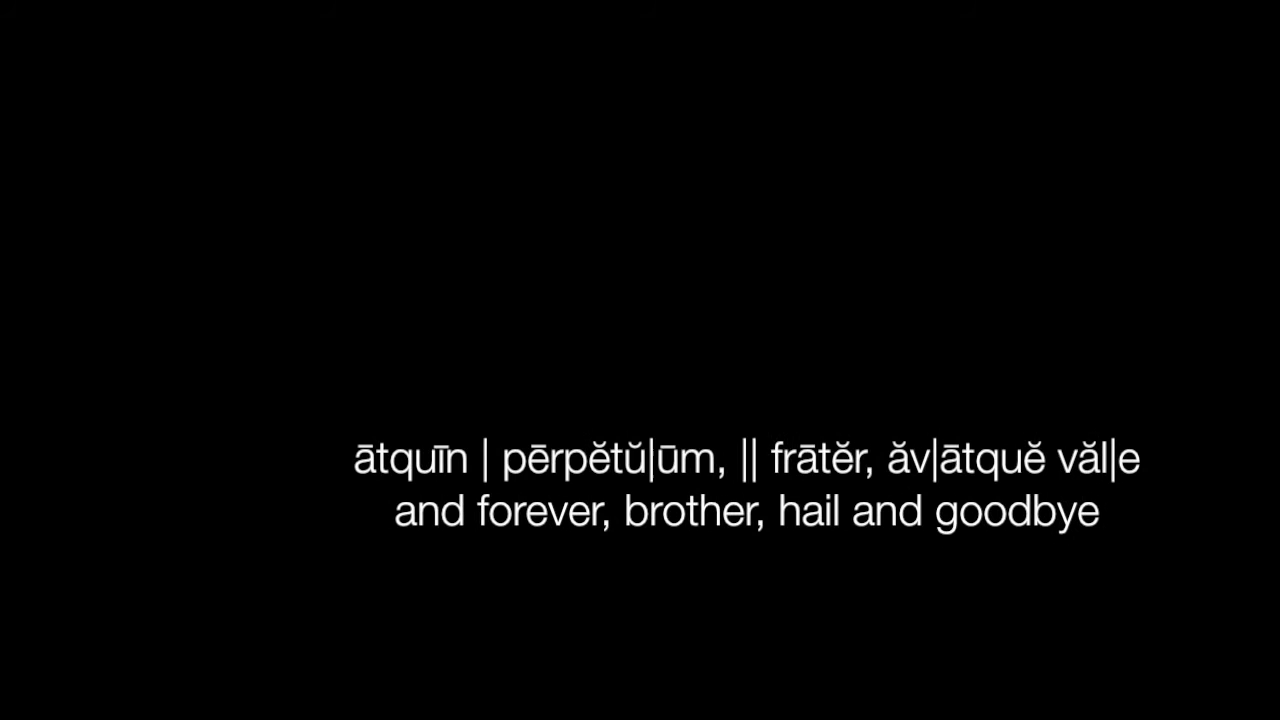 ātquīn | pērpĕtŭ|ūm, || frātĕr, ăv|ātquĕ văl|e
and forever, brother, hail and goodbye